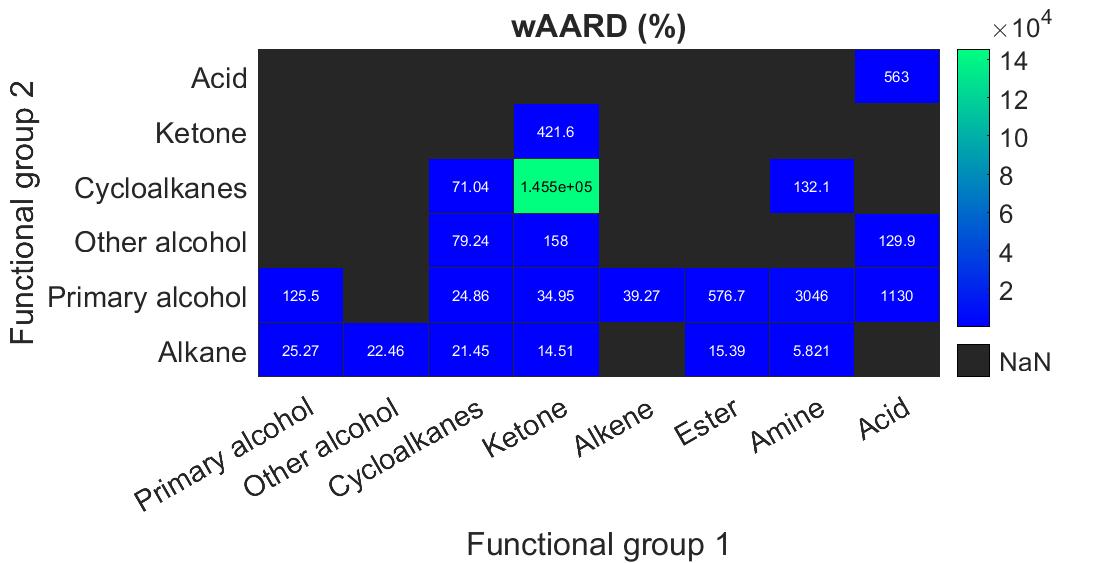 wAARD (%)
×10^4
Functional group 2
Acid 563
Ketone 421.6
Cycloalkanes 71.04 1.455e+05 132.1
Other alcohol 79.24 158 129.9
Primary alcohol 125.5 24.86 34.95 39.27 576.7 3046 1130
Alkane 25.27 22.46 21.45 14.51 15.39 5.821
14
12
10
8
6
4
2
NaN
Primary alcohol
Other alcohol
Cycloalkanes
Ketone
Alkene
Ester
Amine
Acid
Functional group 1